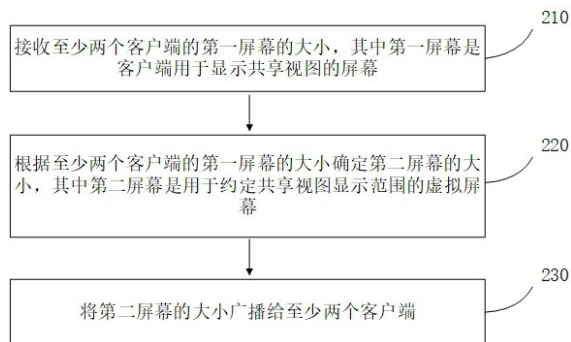 210
接收至少两个客户端的第一屏幕的大小，其中第一屏幕是
客户端用于显示共享视图的屏幕
220
根据至少两个客户端的第一屏幕的大小确定第二屏幕的大
小，其中第二屏幕是用于约定共享视图显示范围的虚拟屏
幕
230
将第二屏幕的大小广播给至少两个客户端